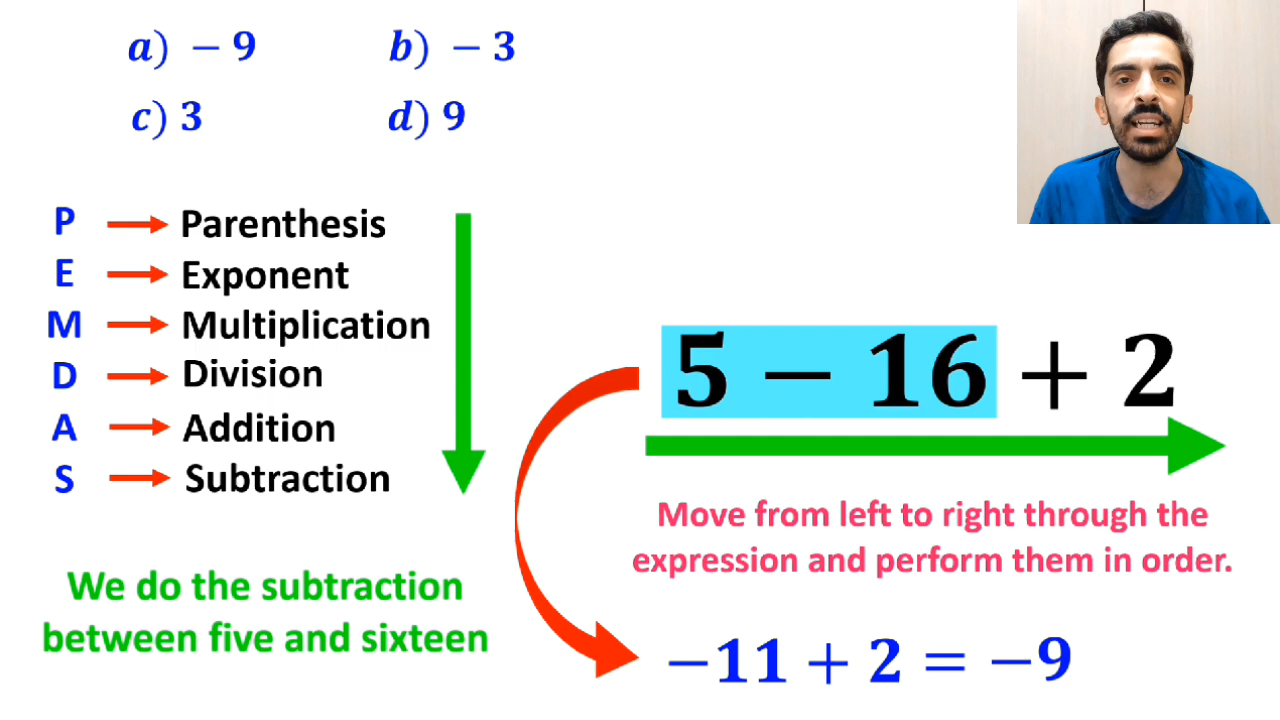 a) − 9 b) − 3
c) 3 d) 9
P Parenthesis
E Exponent
M Multiplication
D Division
A Addition
S Subtraction
We do the subtraction
between five and sixteen
5 − 16 + 2
Move from left to right through the
expression and perform them in order.
−11 + 2 = −9